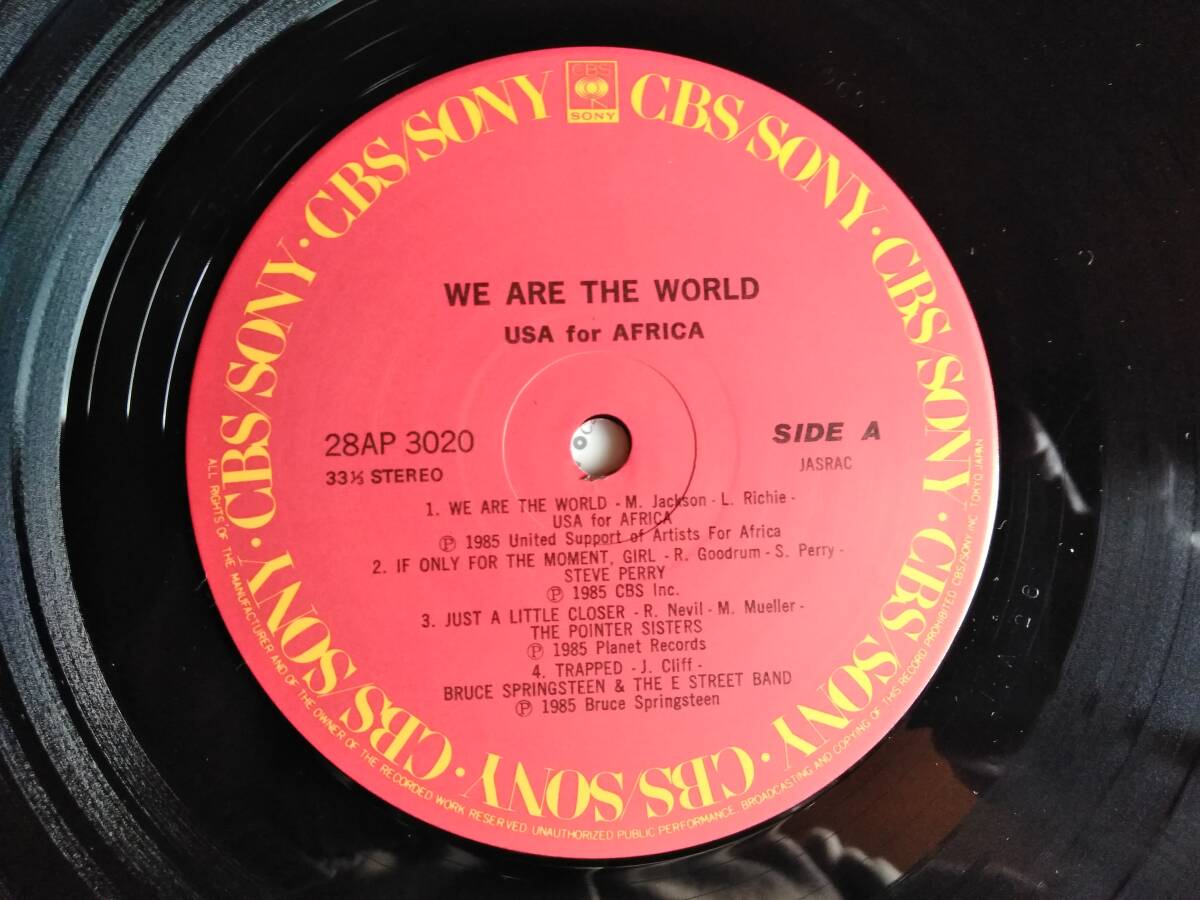 CBS
SONY
CBS/SONY · CBS/SONY · CBS/SONY · CBS/SONY · CBS/SONY · CBS/SONY · CBS/SONY · CBS/SONY · CBS/SONY · CBS/SONY
WE ARE THE WORLD
USA for AFRICA
28AP 3020
33⅓ STEREO
SIDE A
JASRAC
1. WE ARE THE WORLD - M. Jackson - L. Richie -
USA for AFRICA
Ⓟ 1985 United Support of Artists For Africa
2. IF ONLY FOR THE MOMENT, GIRL - R. Goodrum - S. Perry -
STEVE PERRY
Ⓟ 1985 CBS Inc.
3. JUST A LITTLE CLOSER - R. Nevil - M. Mueller -
THE POINTER SISTERS
Ⓟ 1985 Planet Records
4. TRAPPED - J. Cliff -
BRUCE SPRINGSTEEN & THE E STREET BAND
Ⓟ 1985 Bruce Springsteen
ALL RIGHTS OF THE MANUFACTURER AND OF THE OWNER OF THE RECORDED WORK RESERVED. UNAUTHORIZED PUBLIC PERFORMANCE. BROADCASTING AND COPYING OF THIS RECORD PROHIBITED CBS/SONY INC. TOKYO JAPAN